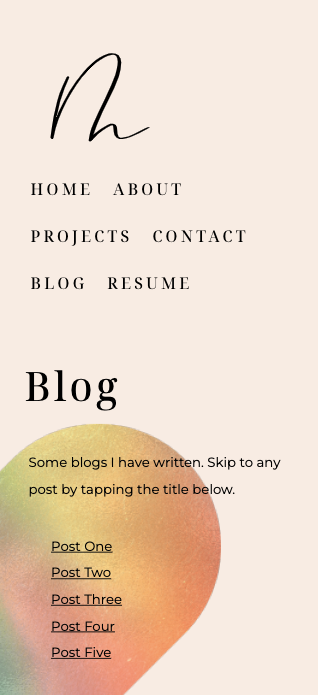 HOME ABOUT
PROJECTS CONTACT
BLOG RESUME
Blog
Some blogs I have written. Skip to any
post by tapping the title below.
Post One
Post Two
Post Three
Post Four
Post Five